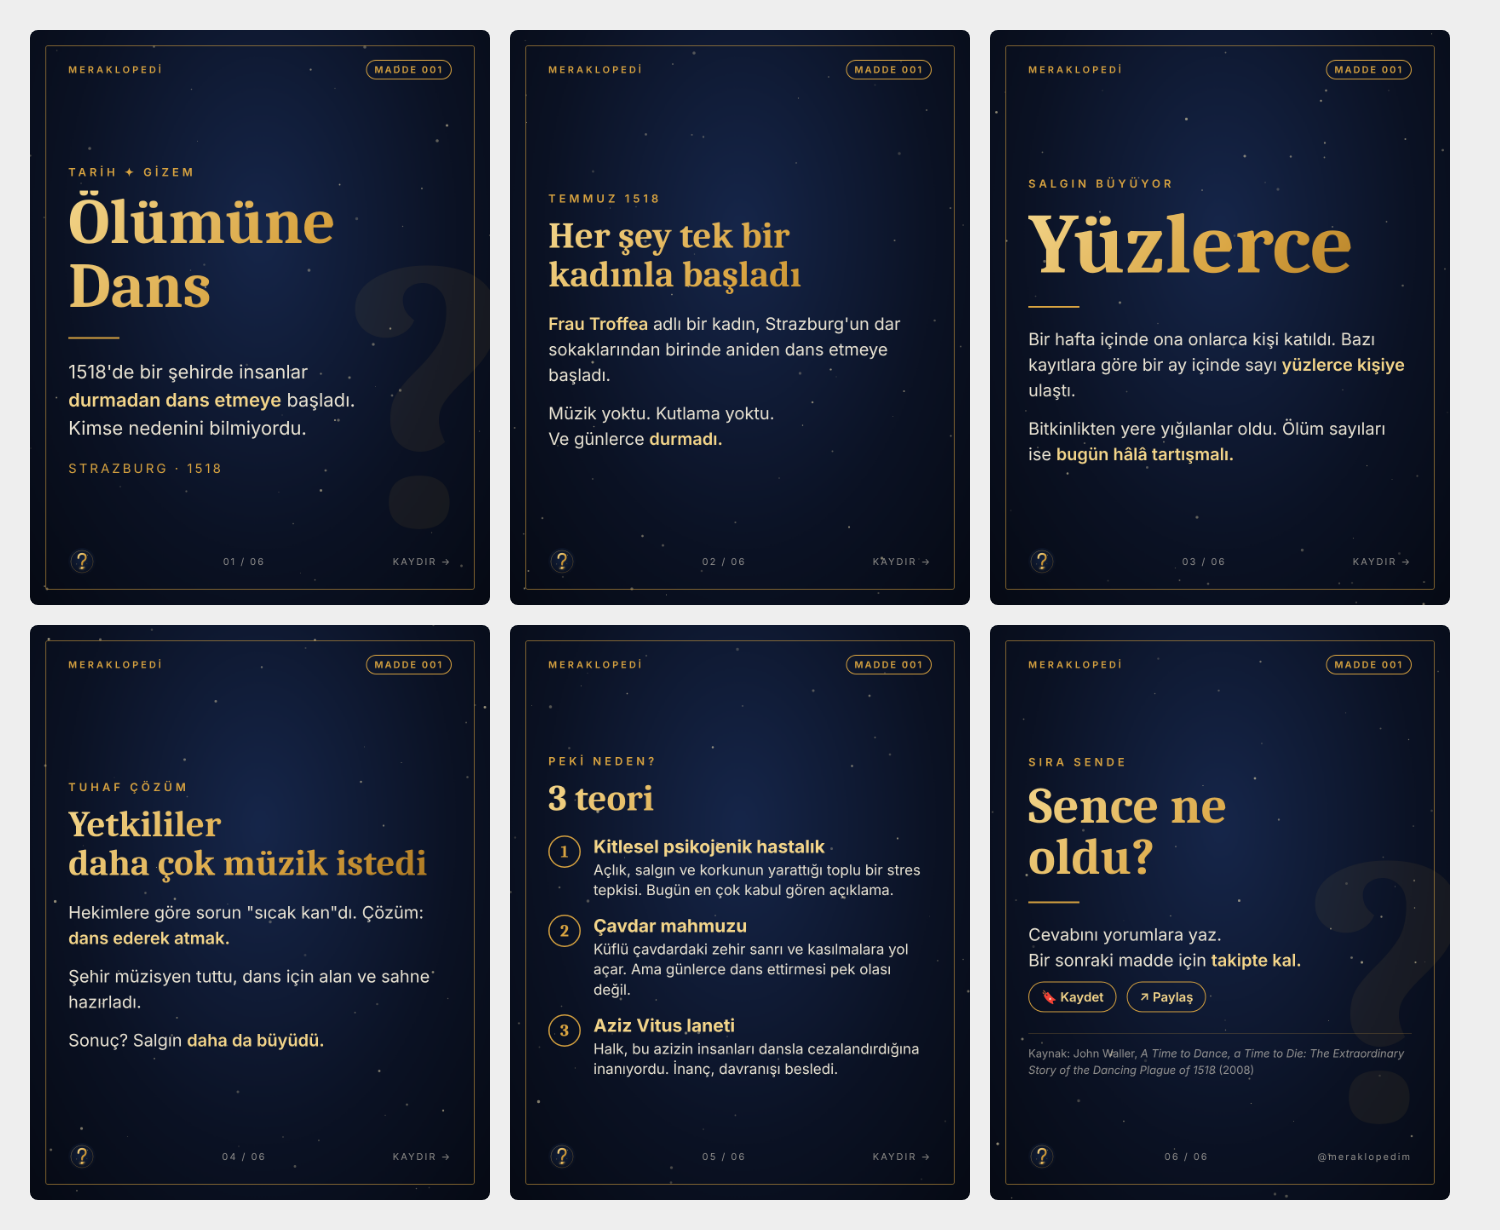 MERAKLOPEDİ
MADDE 001
TARİH ✦ GİZEM
Ölümüne
Dans
1518'de bir şehirde insanlar
durmadan dans etmeye başladı.
Kimse nedenini bilmiyordu.
STRAZBURG · 1518
?
?
01 / 06
KAYDIR →
MERAKLOPEDİ
MADDE 001
TEMMUZ 1518
Her şey tek bir
kadınla başladı
Frau Troffea adlı bir kadın, Strazburg'un dar
sokaklarından birinde aniden dans etmeye
başladı.
Müzik yoktu. Kutlama yoktu.
Ve günlerce durmadı.
?
02 / 06
KAYDIR →
MERAKLOPEDİ
MADDE 001
SALGIN BÜYÜYOR
Yüzlerce
Bir hafta içinde ona onlarca kişi katıldı. Bazı
kayıtlara göre bir ay içinde sayı yüzlerce kişiye
ulaştı.
Bitkinlikten yere yığılanlar oldu. Ölüm sayıları
ise bugün hâlâ tartışmalı.
?
03 / 06
KAYDIR →
MERAKLOPEDİ
MADDE 001
TUHAF ÇÖZÜM
Yetkililer
daha çok müzik istedi
Hekimlere göre sorun "sıcak kan"dı. Çözüm:
dans ederek atmak.
Şehir müzisyen tuttu, dans için alan ve sahne
hazırladı.
Sonuç? Salgın daha da büyüdü.
?
04 / 06
KAYDIR →
MERAKLOPEDİ
MADDE 001
PEKİ NEDEN?
3 teori
1
Kitlesel psikojenik hastalık
Açlık, salgın ve korkunun yarattığı toplu bir stres
tepkisi. Bugün en çok kabul gören açıklama.
2
Çavdar mahmuzu
Küflü çavdardaki zehir sanrı ve kasılmalara yol
açar. Ama günlerce dans ettirmesi pek olası
değil.
3
Aziz Vitus laneti
Halk, bu azizin insanları dansla cezalandırdığına
inanıyordu. İnanç, davranışı besledi.
?
05 / 06
KAYDIR →
MERAKLOPEDİ
MADDE 001
SIRA SENDE
Sence ne
oldu?
?
Cevabını yorumlara yaz.
Bir sonraki madde için takipte kal.
🔖 Kaydet
↗ Paylaş
Kaynak: John Waller, A Time to Dance, a Time to Die: The Extraordinary
Story of the Dancing Plague of 1518 (2008)
?
06 / 06
@meraklopedim